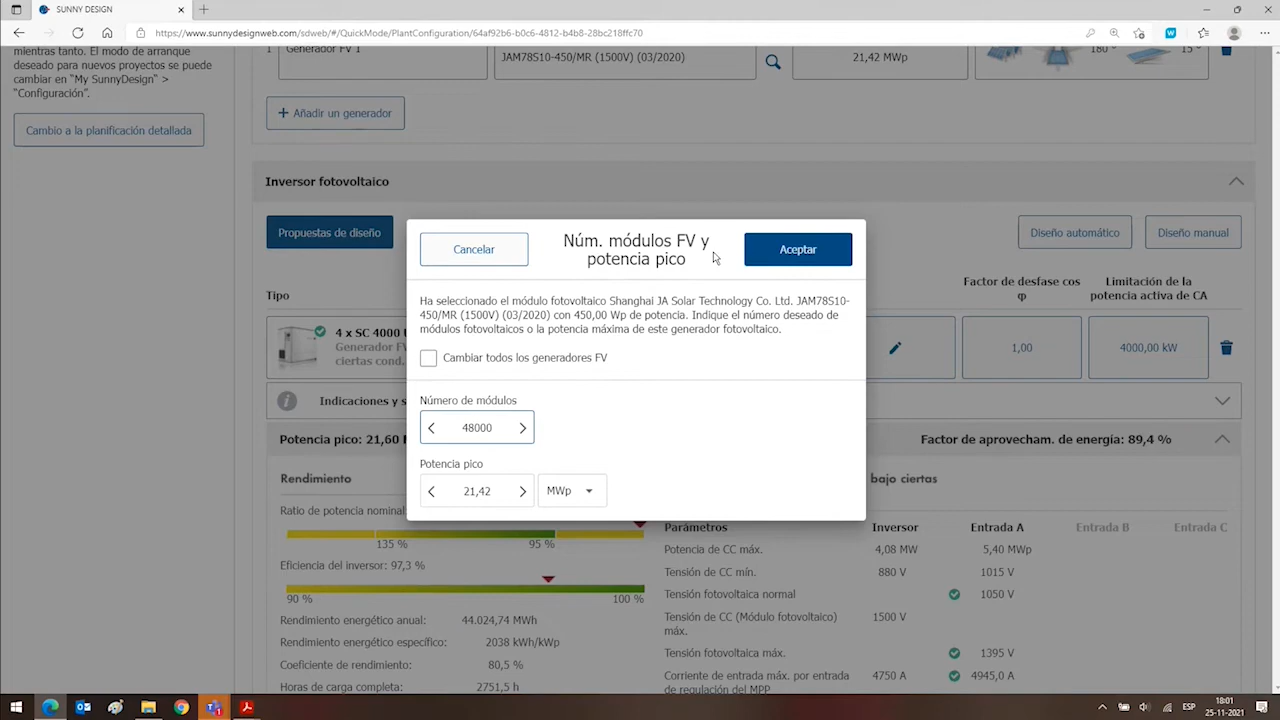 SUNNY DESIGN
https://www.sunnydesignweb.com/sdweb/#/QuickMode/PlantConfiguration/64af92b6-b0c6-4812-b4b8-28bc218ffc70
mientras tanto. El modo de arranque
deseado para nuevos proyectos se puede
cambiar en "My SunnyDesign" >
"Configuración".
Cambio a la planificación detallada
1 Generador FV 1
JAM78S10-450/MR (1500V) (03/2020)
21,42 MWp
180 °
15 °
+ Añadir un generador
Inversor fotovoltaico
Propuestas de diseño
Diseño automático
Diseño manual
Tipo
Factor de desfase cos
φ
Limitación de la
potencia activa de CA
4 x SC 4000 U
Generador FV
ciertas cond.
1,00
4000,00 kW
Indicaciones y s
Cancelar
Núm. módulos FV y
potencia pico
Aceptar
Ha seleccionado el módulo fotovoltaico Shanghai JA Solar Technology Co. Ltd. JAM78S10-
450/MR (1500V) (03/2020) con 450,00 Wp de potencia. Indique el número deseado de
módulos fotovoltaicos o la potencia máxima de este generador fotovoltaico.
Cambiar todos los generadores FV
Número de módulos
48000
Potencia pico
21,42
MWp
Potencia pico: 21,60
Factor de aprovecham. de energía: 89,4 %
Rendimiento
bajo ciertas
Ratio de potencia nominal
135 %
95 %
Eficiencia del inversor: 97,3 %
90 %
100 %
Rendimiento energético anual:
44.024,74 MWh
Rendimiento energético específico:
2038 kWh/kWp
Coeficiente de rendimiento:
80,5 %
Horas de carga completa:
2751,5 h
Parámetros
Inversor
Entrada A
Entrada B
Entrada C
Potencia de CC máx.
4,08 MW
5,40 MWp
Tensión de CC mín.
880 V
1015 V
Tensión fotovoltaica normal
1050 V
Tensión de CC (Módulo fotovoltaico)
máx.
1500 V
Tensión fotovoltaica máx.
1395 V
Corriente de entrada máx. por entrada
de regulación del MPP
4750 A
4945,0 A
ESP
18:01
25-11-2021